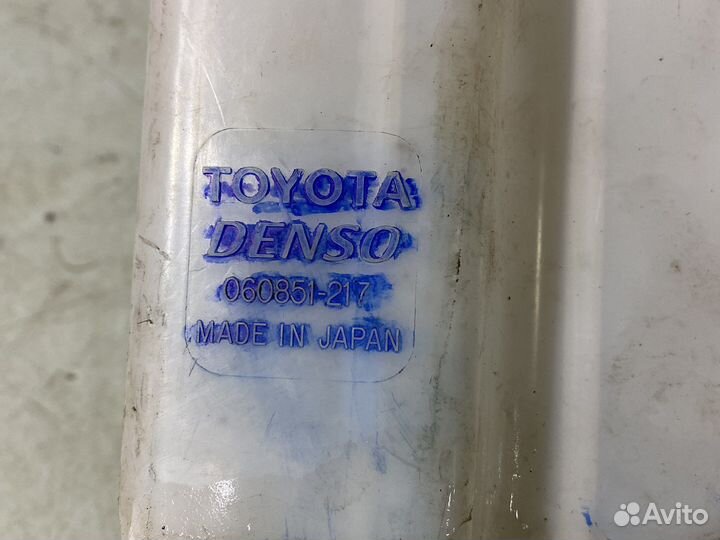 TOYOTA
DENSO
060851-217
MADE IN JAPAN
Avito